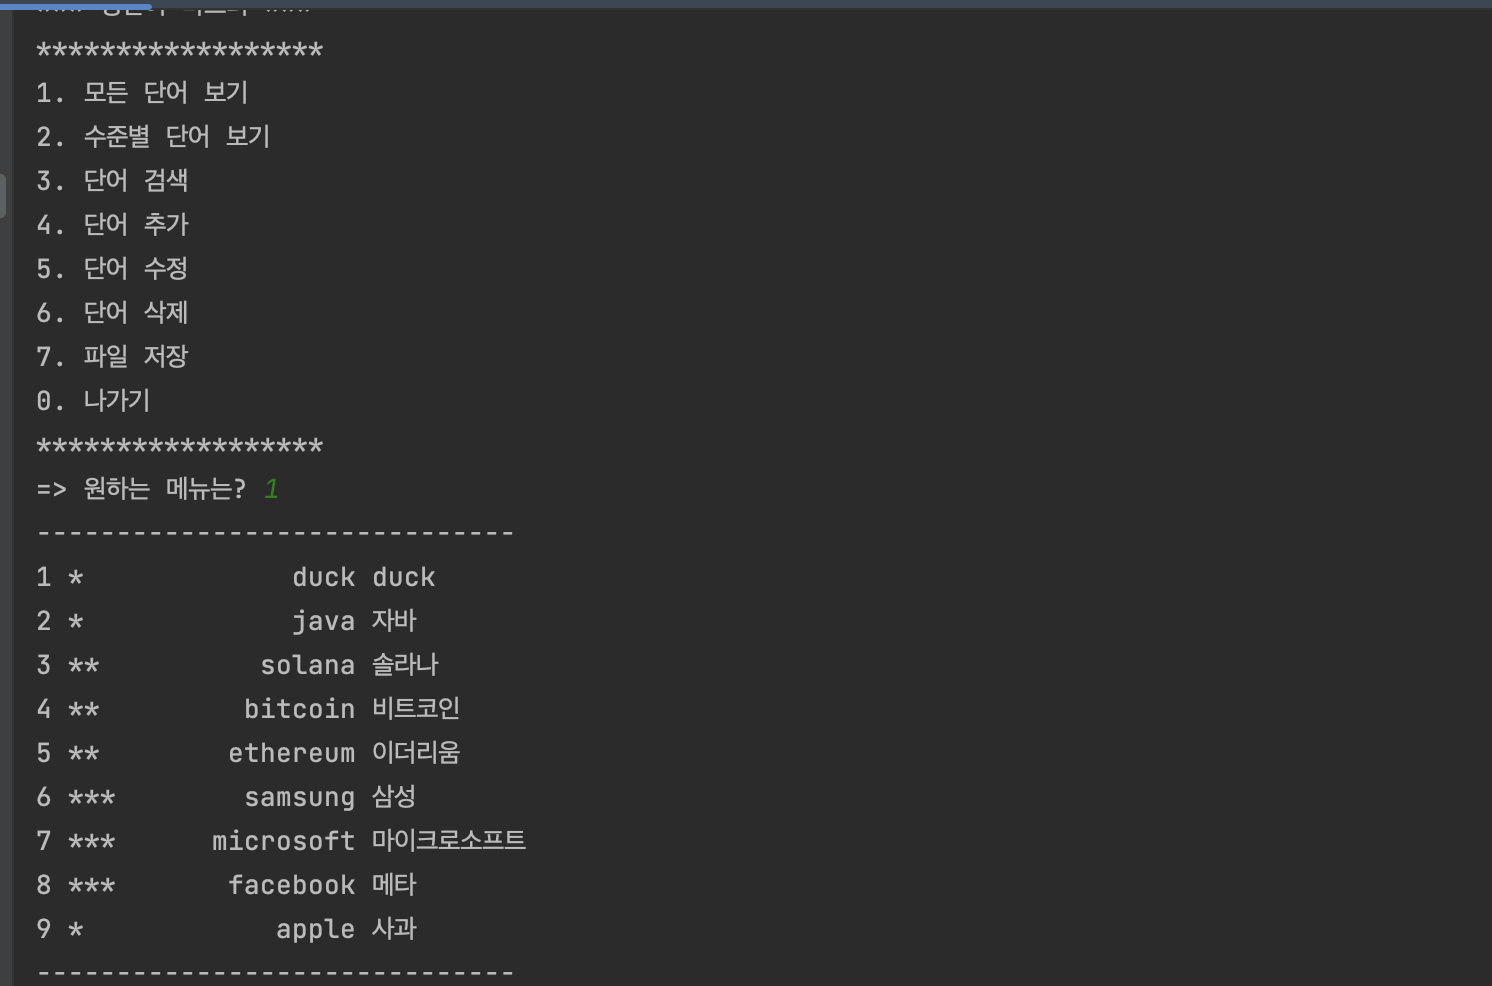 ******************
1. 모든 단어 보기
2. 수준별 단어 보기
3. 단어 검색
4. 단어 추가
5. 단어 수정
6. 단어 삭제
7. 파일 저장
0. 나가기
******************
=> 원하는 메뉴는? 1
------------------------------
1 *             duck duck
2 *             java 자바
3 **          solana 솔라나
4 **         bitcoin 비트코인
5 **        ethereum 이더리움
6 ***        samsung 삼성
7 ***      microsoft 마이크로소프트
8 ***       facebook 메타
9 *            apple 사과
------------------------------